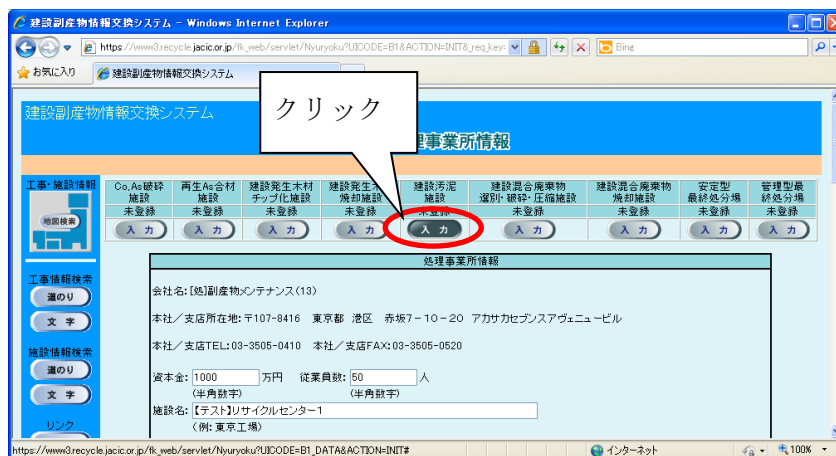 建設副産物情報交換システム - Windows Internet Explorer
https://www3.recycle.jacic.or.jp/fk_web/servlet/Nyuryoku?UICODE=B1&ACTION=INIT&_req_key=
Bing
お気に入り
建設副産物情報交換システム
クリック
建設副産物情報交換システム
理事業所情報
工事・施設情報
地図検索
Co,As破砕施設
再生As合材施設
建設発生木材チップ化施設
建設発生木
焼却施設
建設汚泥施設
建設混合廃棄物選別・破砕・圧縮施設
建設混合廃棄物焼却施設
安定型最終処分場
管理型最終処分場
未登録 未登録 未登録 未登録 未登録 未登録 未登録 未登録 未登録
入 力 入 力 入 力 入 力 入 力 入 力 入 力 入 力 入 力
工事情報検索
道のり
文 字
施設情報検索
道のり
文 字
リンク
処理事業所情報
会社名:[処]副産物メンテナンス(13)
本社/支店所在地:〒107-8416 東京都 港区 赤坂7-10-20 アカサカセブンスアヴェニュービル
本社/支店TEL:03-3505-0410 本社/支店FAX:03-3505-0520
資本金: 1000 万円 従業員数: 50 人
(半角数字) (半角数字)
施設名: 【テスト】リサイクルセンター1
(例:東京工場)
https://www3.recycle.jacic.or.jp/fk_web/servlet/Nyuryoku?UICODE=B1_DATA&ACTION=INIT#
インターネット
100%